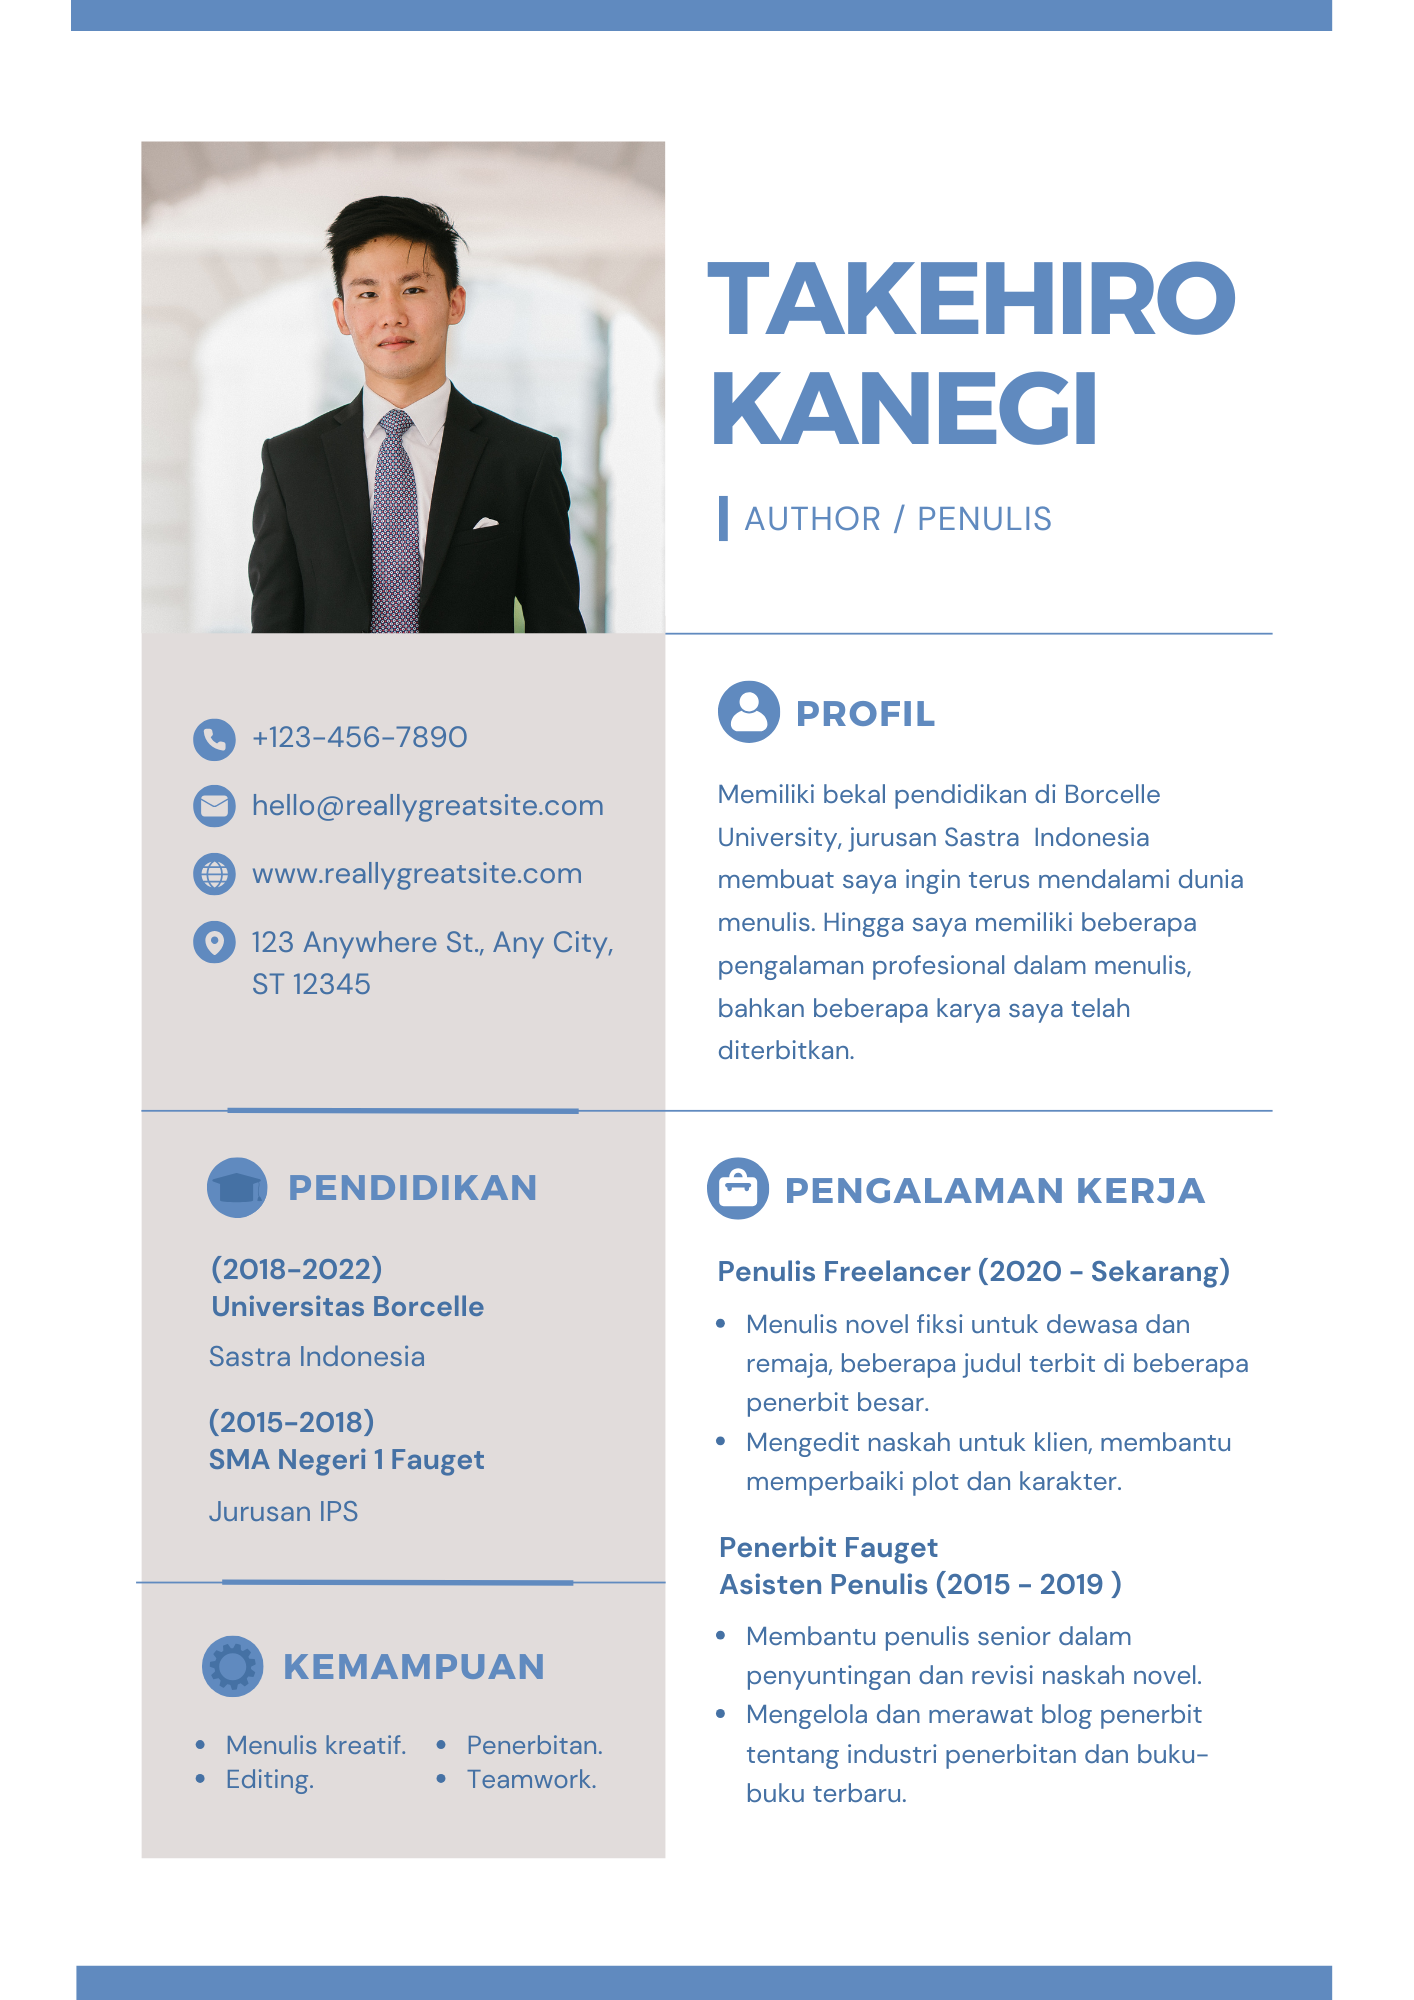 TAKEHIRO
KANEGI
AUTHOR / PENULIS
+123-456-7890
hello@reallygreatsite.com
www.reallygreatsite.com
123 Anywhere St., Any City,
ST 12345
PROFIL
Memiliki bekal pendidikan di Borcelle
University, jurusan Sastra  Indonesia
membuat saya ingin terus mendalami dunia
menulis. Hingga saya memiliki beberapa
pengalaman profesional dalam menulis,
bahkan beberapa karya saya telah
diterbitkan.
PENDIDIKAN
(2018-2022)
Universitas Borcelle
Sastra Indonesia
(2015-2018)
SMA Negeri 1 Fauget
Jurusan IPS
KEMAMPUAN
• Menulis kreatif.
• Editing.
• Penerbitan.
• Teamwork.
PENGALAMAN KERJA
Penulis Freelancer (2020 - Sekarang)
• Menulis novel fiksi untuk dewasa dan
remaja, beberapa judul terbit di beberapa
penerbit besar.
• Mengedit naskah untuk klien, membantu
memperbaiki plot dan karakter.
Penerbit Fauget
Asisten Penulis (2015 - 2019 )
• Membantu penulis senior dalam
penyuntingan dan revisi naskah novel.
• Mengelola dan merawat blog penerbit
tentang industri penerbitan dan buku-
buku terbaru.